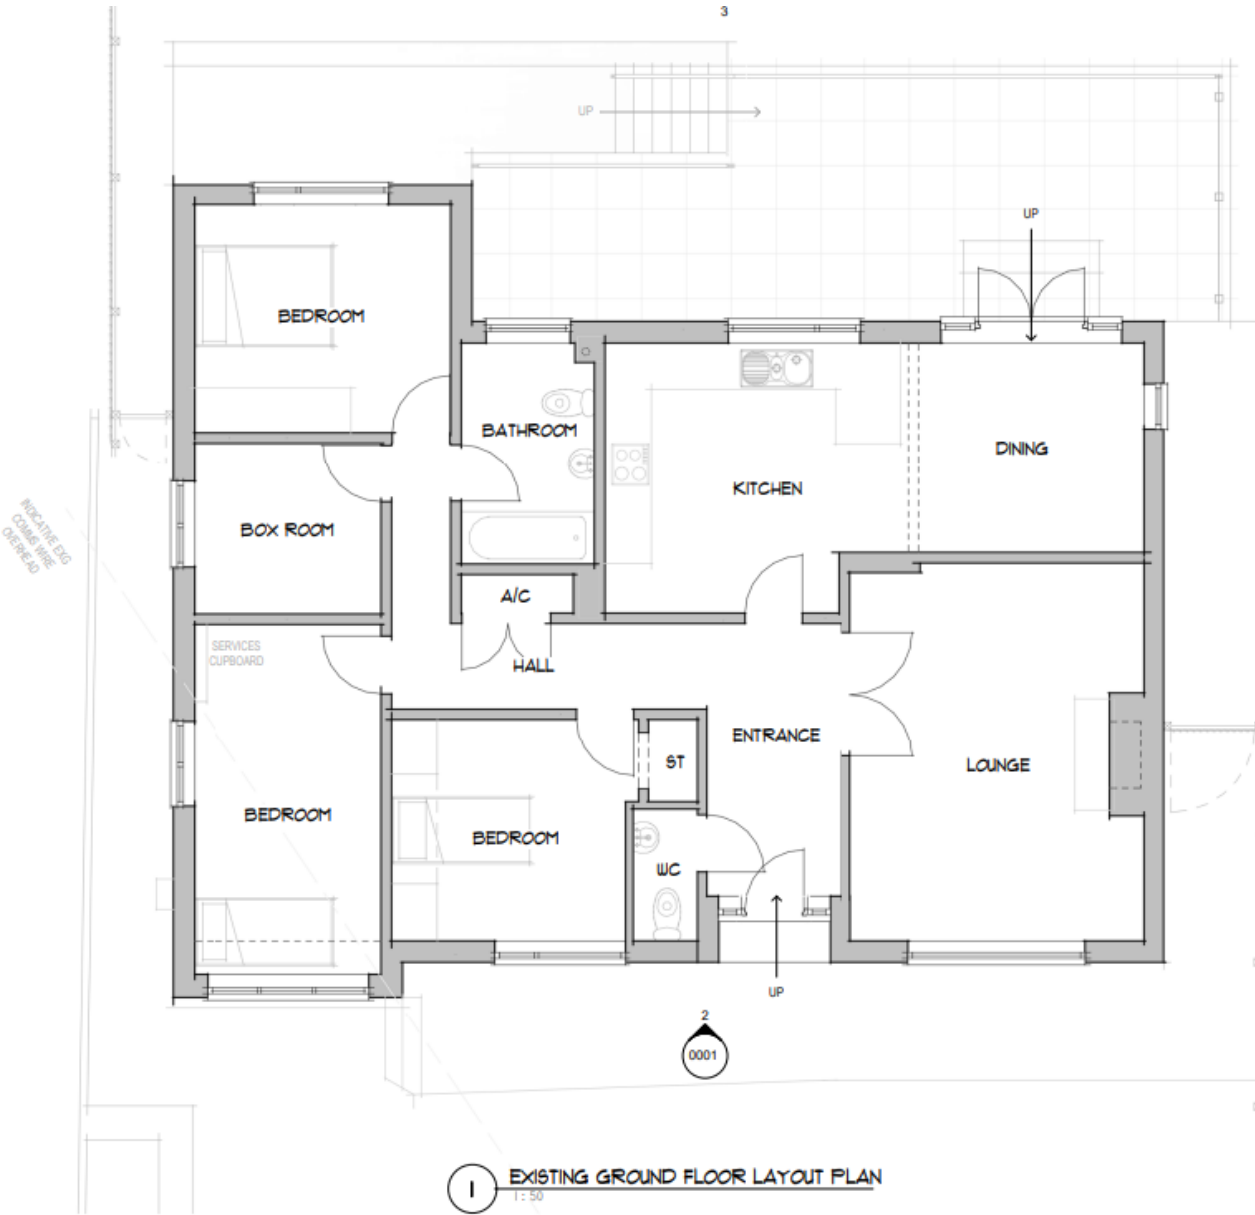 3
UP
UP
BEDROOM
BATHROOM
DINING
KITCHEN
BOX ROOM
INDICATIVE EXG
COMMS WIRE
OVERHEAD
A/C
SERVICES
CUPBOARD
HALL
ENTRANCE
ST
LOUNGE
BEDROOM
BEDROOM
WC
UP
2
0001
1
EXISTING GROUND FLOOR LAYOUT PLAN
1 : 50